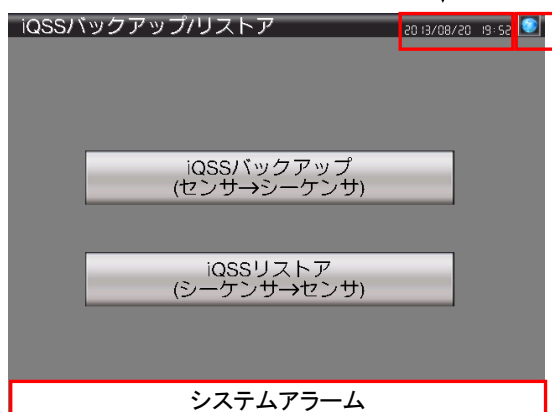 iQSSバックアップ/リストア
2013/08/20 19:52
iQSSバックアップ
(センサ→シーケンサ)
iQSSリストア
(シーケンサ→センサ)
システムアラーム